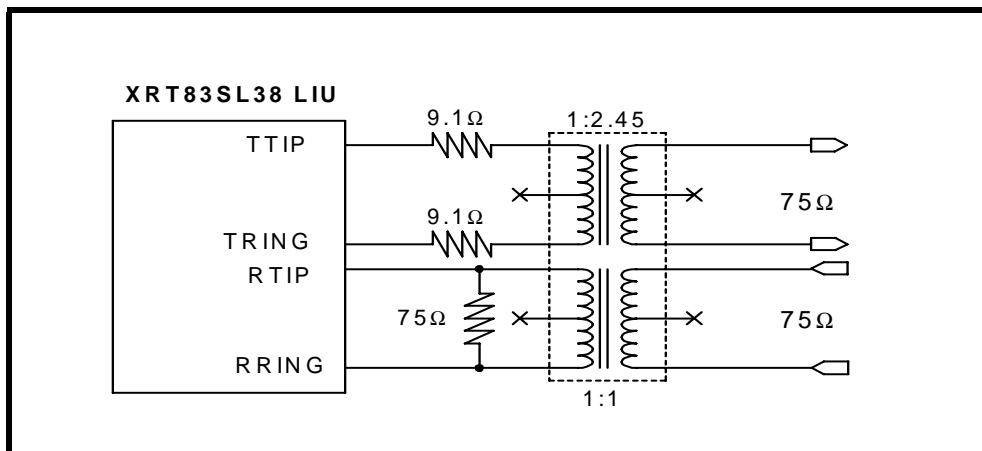 XRT83SL38 LIU
9.1Ω
1:2.45
TTIP
75Ω
9.1Ω
TRING
RTIP
75Ω
75Ω
RRING
1:1